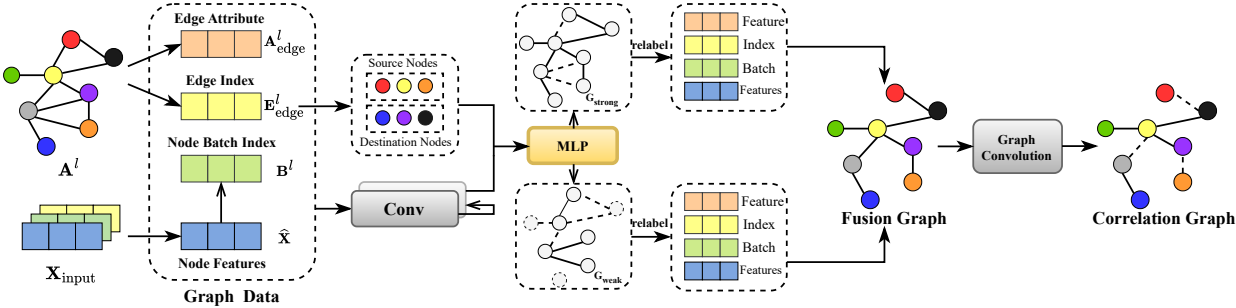 Edge Attribute
A^l_edge
Edge Index
E^l_edge
Node Batch Index
B^l
X̂
Node Features
Graph Data
A^l
X_input
Source Nodes
Destination Nodes
Conv
MLP
G_strong
G_weak
relabel
Feature
Index
Batch
Features
relabel
Feature
Index
Batch
Features
Fusion Graph
Graph
Convolution
Correlation Graph